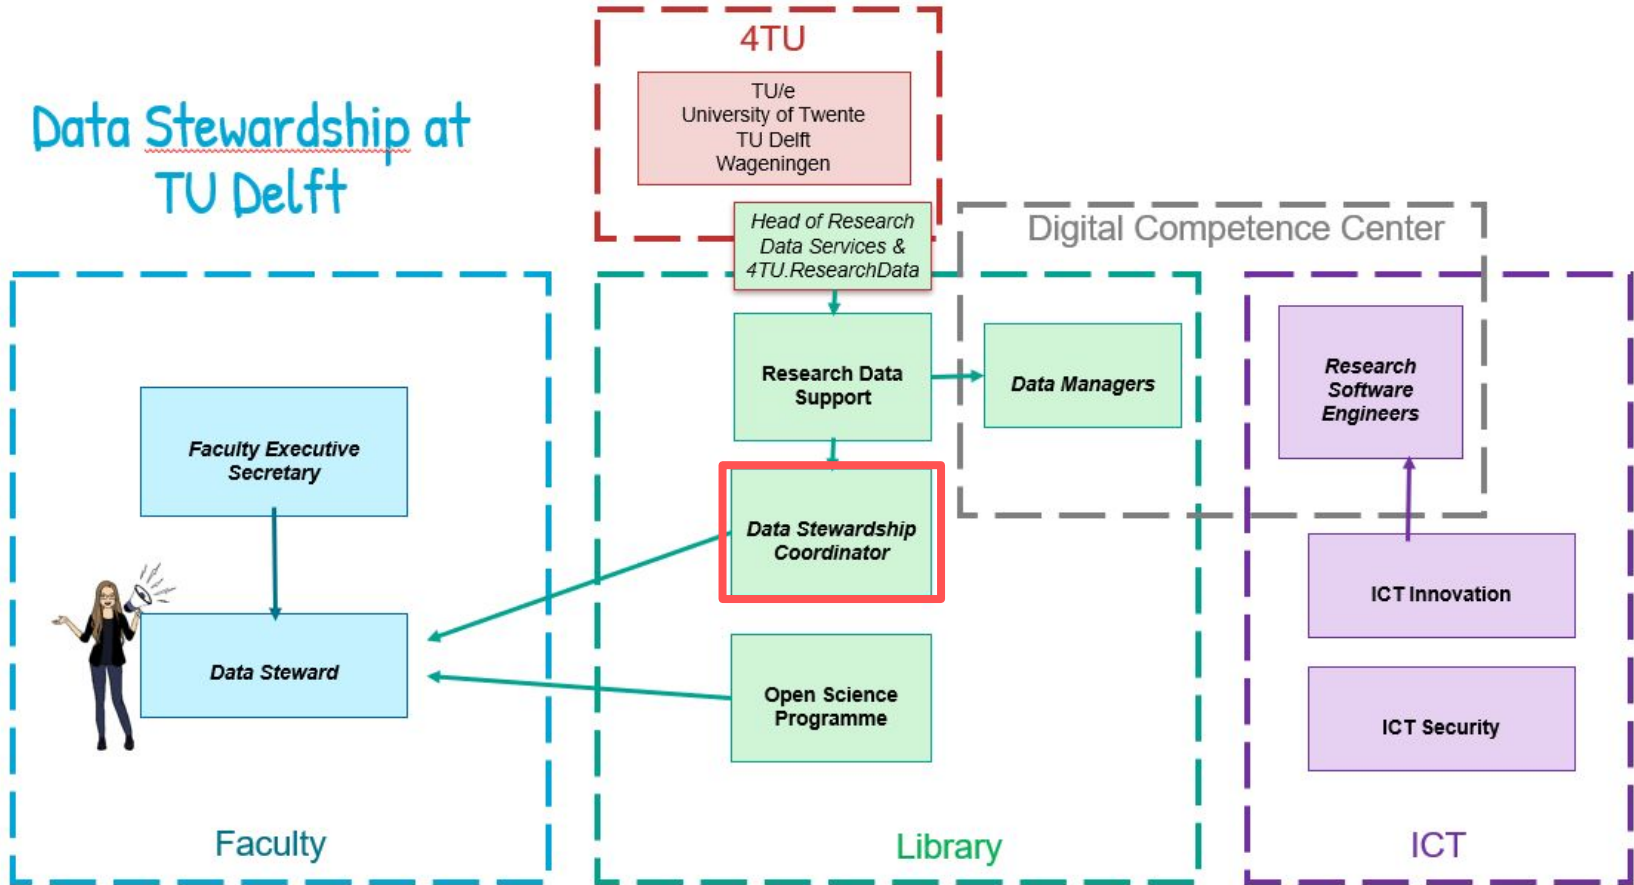 Data Stewardship at
TU Delft
4TU
TU/e
University of Twente
TU Delft
Wageningen
Head of Research
Data Services &
4TU.ResearchData
Digital Competence Center
Research Data
Support
Data Managers
Research
Software
Engineers
Faculty Executive
Secretary
Data Stewardship
Coordinator
ICT Innovation
Data Steward
Open Science
Programme
ICT Security
Faculty
Library
ICT